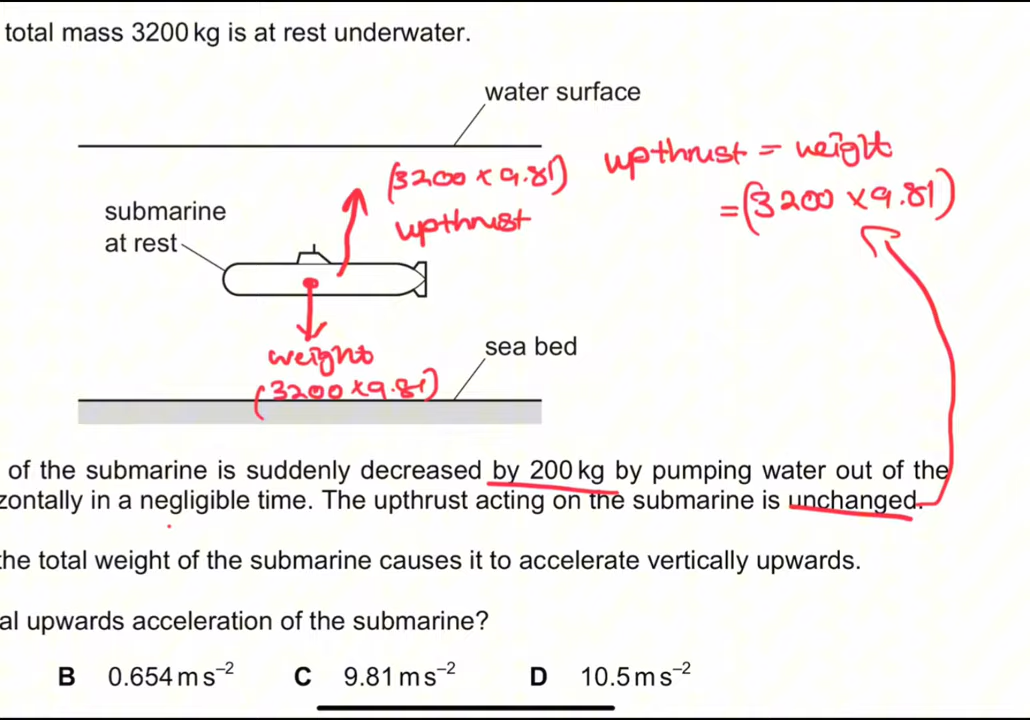 total mass 3200 kg is at rest underwater.
water surface
(3200 × 9.81) upthrust = weight
= (3200 × 9.81)
submarine
at rest
upthrust
weight
sea bed
(3200 × 9.81)
of the submarine is suddenly decreased by 200 kg by pumping water out of the
zontally in a negligible time. The upthrust acting on the submarine is unchanged.
the total weight of the submarine causes it to accelerate vertically upwards.
al upwards acceleration of the submarine?
B 0.654 m s⁻² C 9.81 m s⁻² D 10.5 m s⁻²